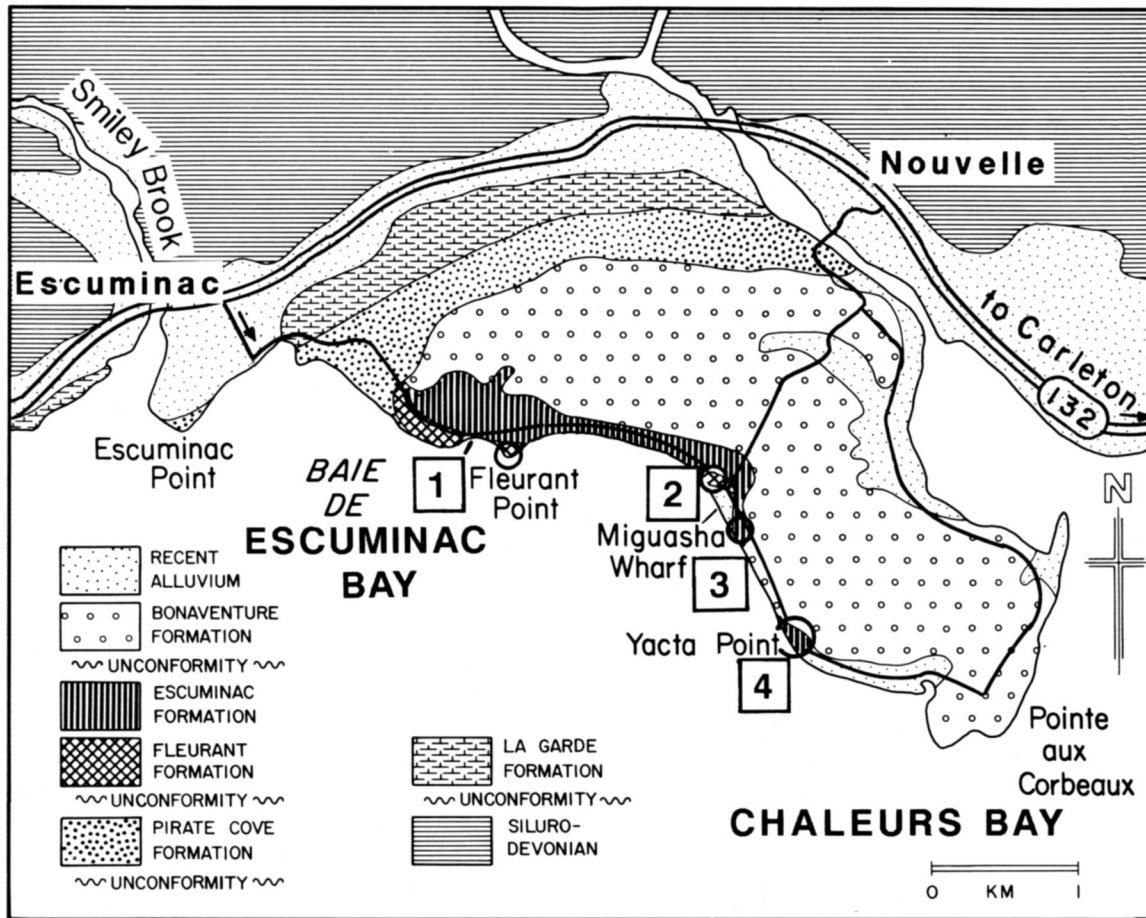 Smiley
Brook
Nouvelle
Escuminac
to Carleton
132
Escuminac
Point
BAIE
DE
ESCUMINAC
BAY
1
Fleurant
Point
2
Miguasha
Wharf
3
Yacta Point
4
N
Pointe
aux
Corbeaux
CHALEURS BAY
RECENT
ALLUVIUM
BONAVENTURE
FORMATION
UNCONFORMITY
ESCUMINAC
FORMATION
FLEURANT
FORMATION
UNCONFORMITY
PIRATE COVE
FORMATION
UNCONFORMITY
LA GARDE
FORMATION
UNCONFORMITY
SILURO-
DEVONIAN
0 KM 1